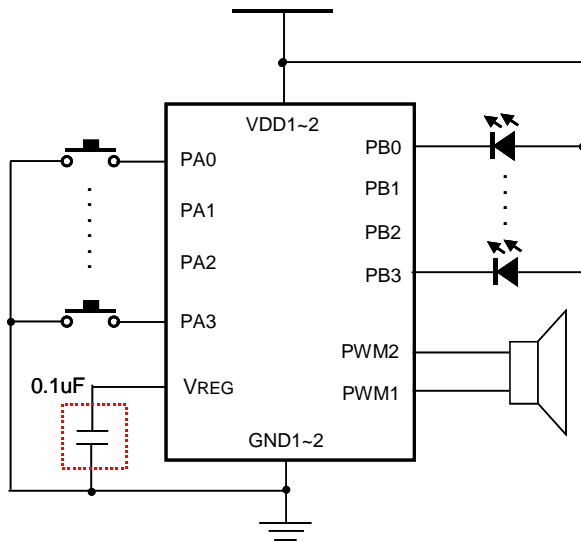 VDD1~2
PA0
PB0
PA1
PB1
PA2
PB2
PB3
PA3
PWM2
0.1uF
VREG
PWM1
GND1~2